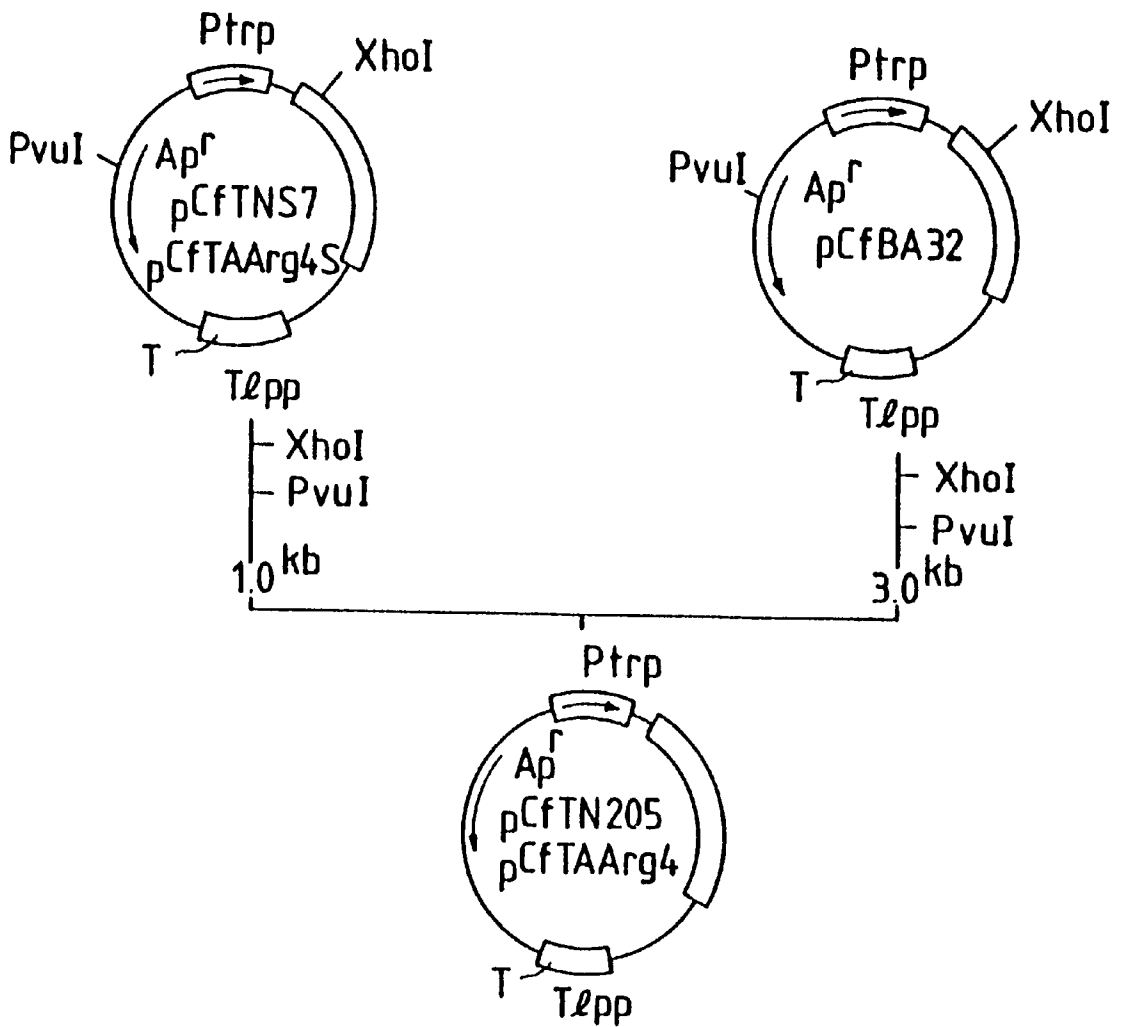 Ptrp
XhoI
PvuI
Apr
pCfTNS7
pCfTAArg4S
T
Tlpp
XhoI
PvuI
1.0 kb
Ptrp
XhoI
PvuI
Apr
pCfBA32
T
Tlpp
XhoI
PvuI
3.0 kb
Ptrp
Apr
pCfTN205
pCfTAArg4
T
Tlpp